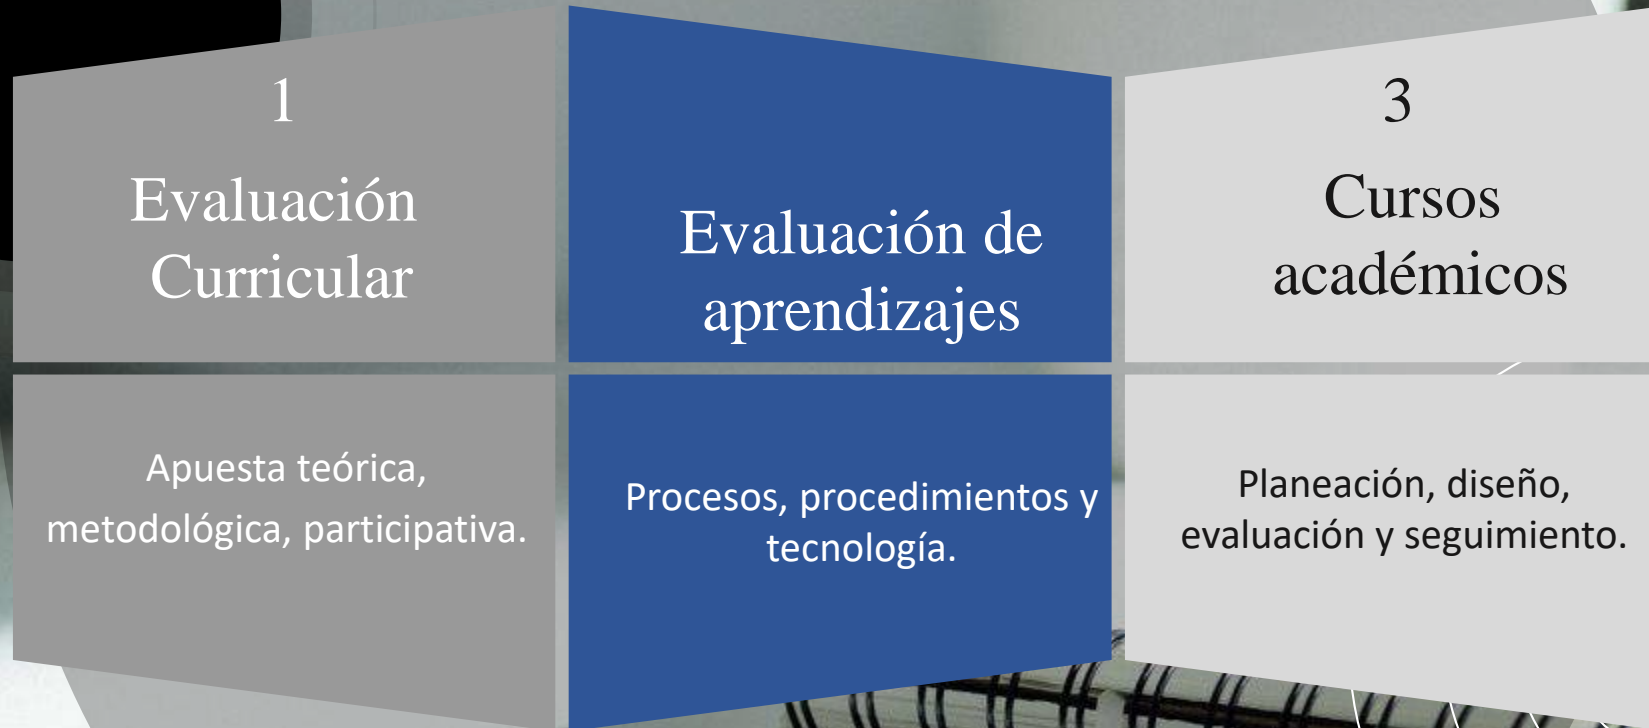 1
Evaluación
Curricular
Apuesta teórica,
metodológica, participativa.
Evaluación de
aprendizajes
Procesos, procedimientos y
tecnología.
3
Cursos
académicos
Planeación, diseño,
evaluación y seguimiento.